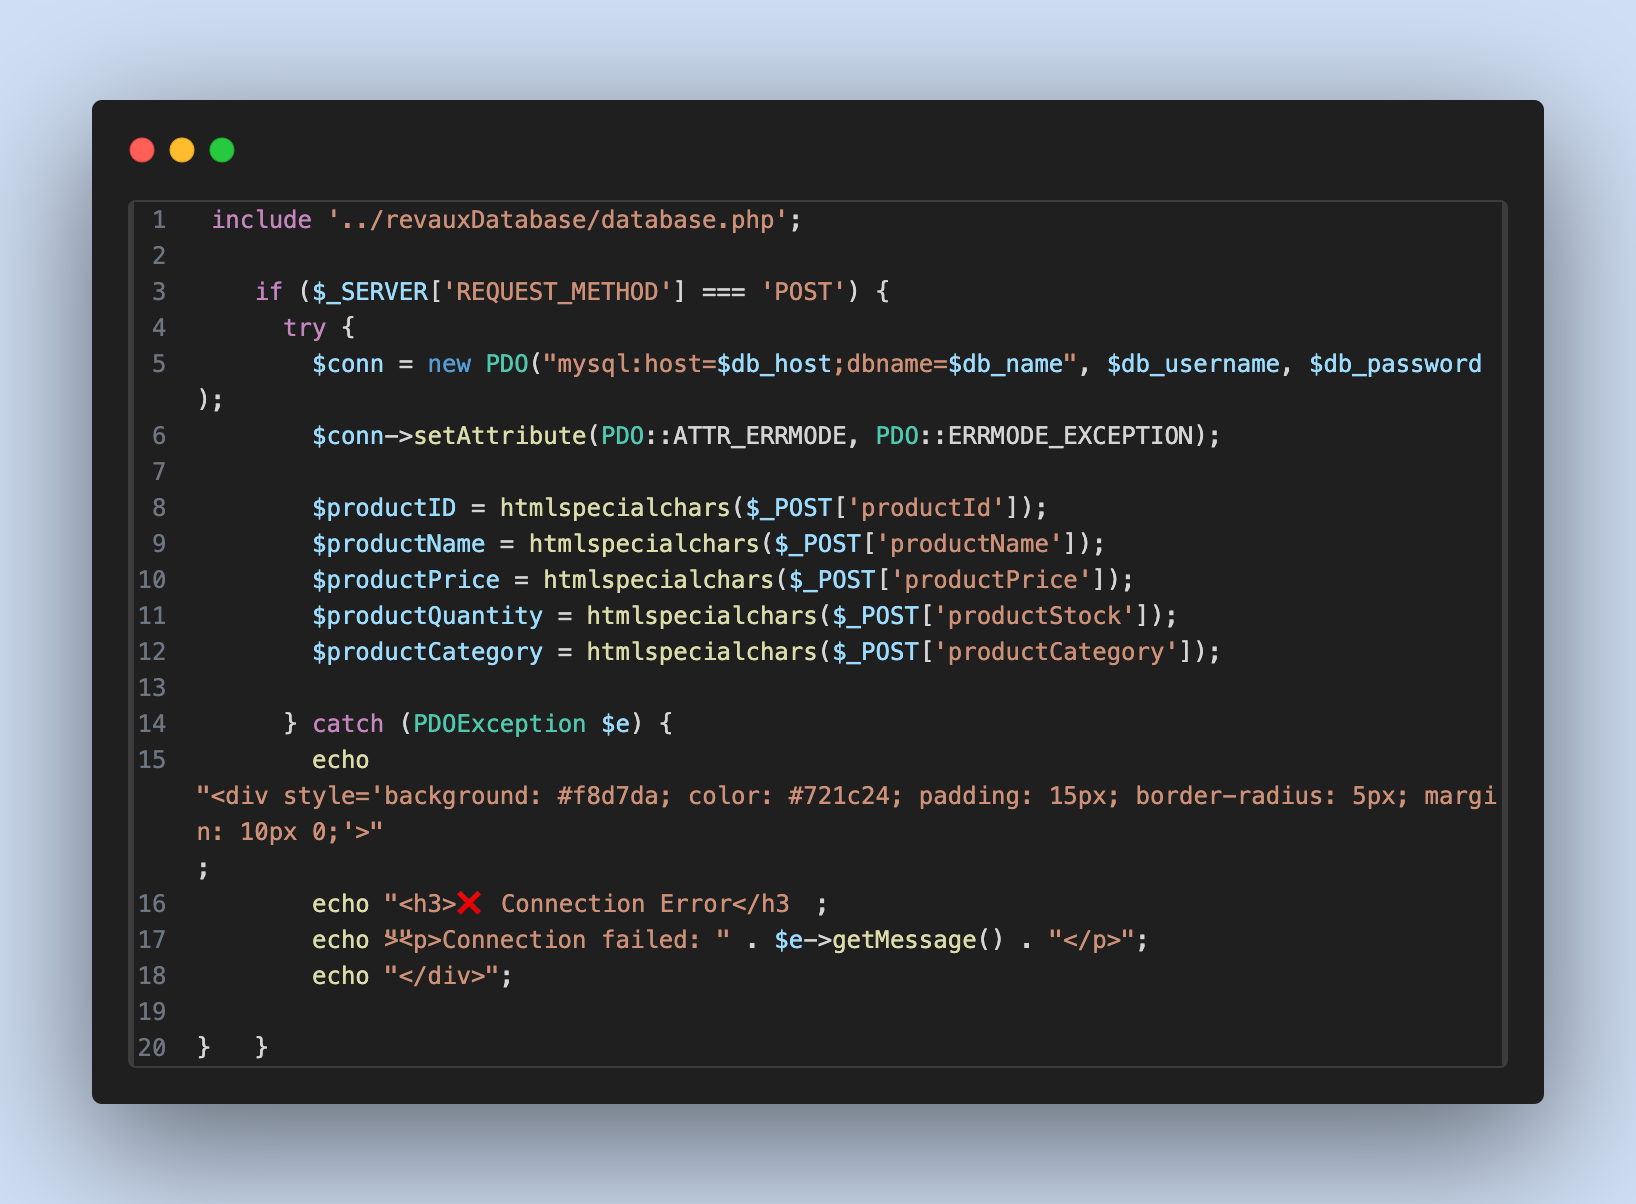 1 include '../revauxDatabase/database.php';
2
3 if ($_SERVER['REQUEST_METHOD'] === 'POST') {
4 try {
5 $conn = new PDO("mysql:host=$db_host;dbname=$db_name", $db_username, $db_password
);
6 $conn->setAttribute(PDO::ATTR_ERRMODE, PDO::ERRMODE_EXCEPTION);
7
8 $productID = htmlspecialchars($_POST['productId']);
9 $productName = htmlspecialchars($_POST['productName']);
10 $productPrice = htmlspecialchars($_POST['productPrice']);
11 $productQuantity = htmlspecialchars($_POST['productStock']);
12 $productCategory = htmlspecialchars($_POST['productCategory']);
13
14 } catch (PDOException $e) {
15 echo
"<div style='background: #f8d7da; color: #721c24; padding: 15px; border-radius: 5px; margi
n: 10px 0;'>"
;
16 echo "<h3>❌ Connection Error</h3 ;
17 echo ">"<p>Connection failed: " . $e->getMessage() . "</p>";
18 echo "</div>";
19
20 } }